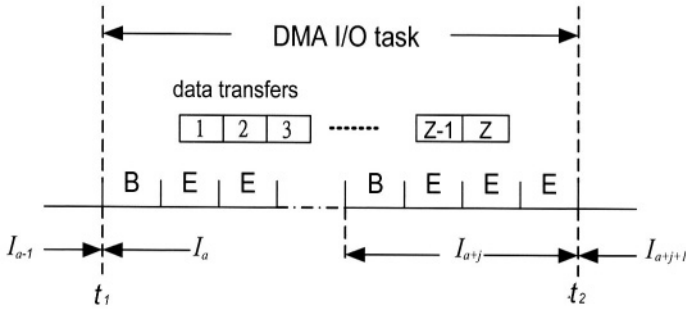 DMA I/O task
data transfers
1 2 3 ........ Z-1 Z
B E E B E E E
I_{a-1} I_a I_{a+j} I_{a+j+1}
t_1 t_2